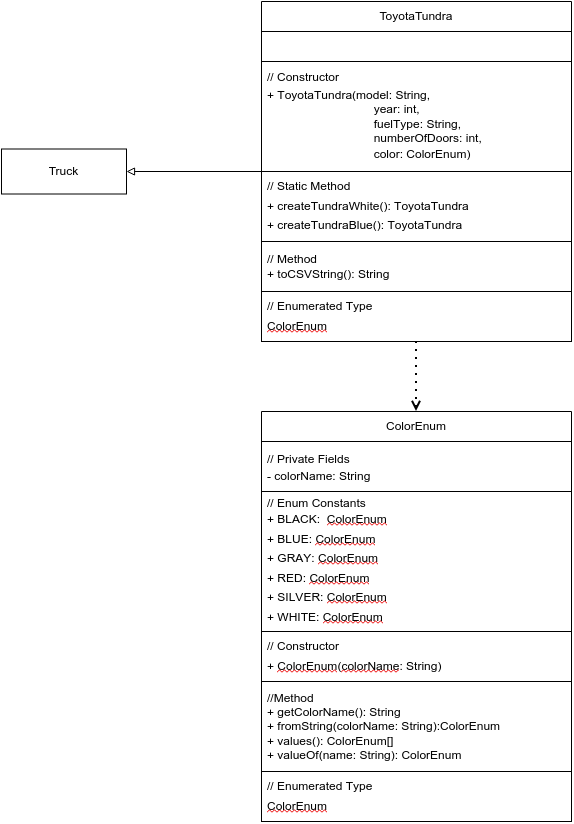 ToyotaTundra
// Constructor
+ ToyotaTundra(model: String,
year: int,
fuelType: String,
numberOfDoors: int,
color: ColorEnum)
Truck
// Static Method
+ createTundraWhite(): ToyotaTundra
+ createTundraBlue(): ToyotaTundra
// Method
+ toCSVString(): String
// Enumerated Type
ColorEnum
ColorEnum
// Private Fields
- colorName: String
// Enum Constants
+ BLACK:  ColorEnum
+ BLUE: ColorEnum
+ GRAY: ColorEnum
+ RED: ColorEnum
+ SILVER: ColorEnum
+ WHITE: ColorEnum
// Constructor
+ ColorEnum(colorName: String)
//Method
+ getColorName(): String
+ fromString(colorName: String):ColorEnum
+ values(): ColorEnum[]
+ valueOf(name: String): ColorEnum
// Enumerated Type
ColorEnum